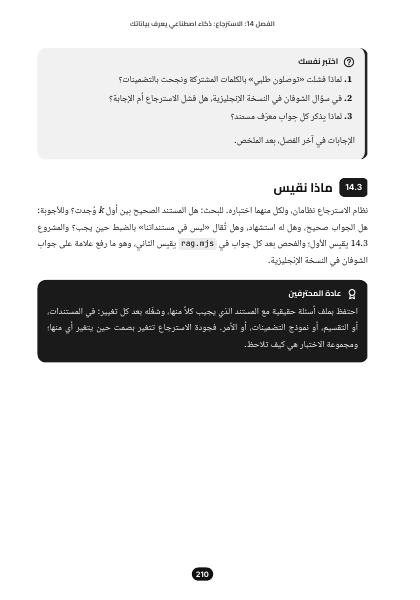 الفصل 14: الاسترجاع: ذكاء اصطناعي يعرف بياناتك
اختبر نفسك
1. لماذا فشلت «توصلون طلبي» بالكلمات المشتركة ونجحت بالتضمينات؟
2. في سؤال الشوفان في النسخة الإنجليزية، هل فشل الاسترجاع أم الإجابة؟
3. لماذا يذكر كل جواب معرّف مستند؟
الإجابات في آخر الفصل، بعد الملخص.
14.3 ماذا نقيس
نظام الاسترجاع نظامان، ولكل منهما اختباره. للبحث: هل المستند الصحيح بين أول k وُجدت؟ وللأجوبة:
هل الجواب صحيح، وهل له استشهاد، وهل تُقال «ليس في مستنداتنا» بالضبط حين يجب؟ والمشروع
14.3 يقيس الأول؛ والفحص بعد كل جواب في rag.mjs يقيس الثاني، وهو ما رفع علامة على جواب
الشوفان في النسخة الإنجليزية.
عادة المحترفين
احتفظ بملف أسئلة حقيقية مع المستند الذي يجيب كلاً منها، وشغّله بعد كل تغيير: في المستندات،
أو التقسيم، أو نموذج التضمينات، أو الأمر. فجودة الاسترجاع تتغير بصمت حين يتغير أي منها؛
ومجموعة الاختبار هي كيف تلاحظ.
210